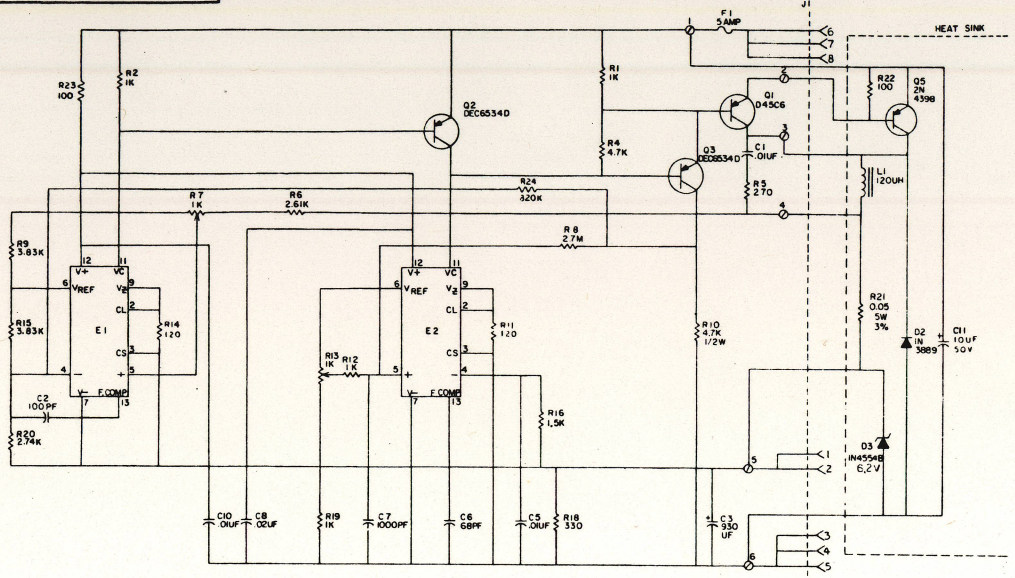 J1
F1
5AMP
1
6
7
8
HEAT SINK
R23
100
R2
1K
R1
1K
2
Q1
D45C6
R22
100
Q5
2N
4398
Q2
DEC6534D
R4
4.7K
Q3
DEC6534D
3
C1
.01UF
L1
120UH
R5
270
R24
820K
R7
1K
R6
2.61K
4
R8
2.7M
R9
3.83K
12
11
V+
VC
6
VREF
VZ
9
CL
2
E1
R14
120
CS
3
R15
3.83K
4
-
+
5
V-
F.COMP
7
13
C2
100PF
R20
2.74K
12
11
V+
VC
6
VREF
VZ
9
CL
2
E2
R11
120
CS
3
R13
1K
R12
1K
5
+
-
4
V-
F.COMP
7
13
R16
1.5K
R10
4.7K
1/2W
R21
0.05
5W
3%
D2
IN
3889
C11
10UF
50V
+
D3
IN4554B
6.2V
5
1
2
C10
.01UF
C8
.02UF
R19
1K
C7
1000PF
C6
68PF
C5
.01UF
R18
330
+
C3
930
UF
6
3
4
5